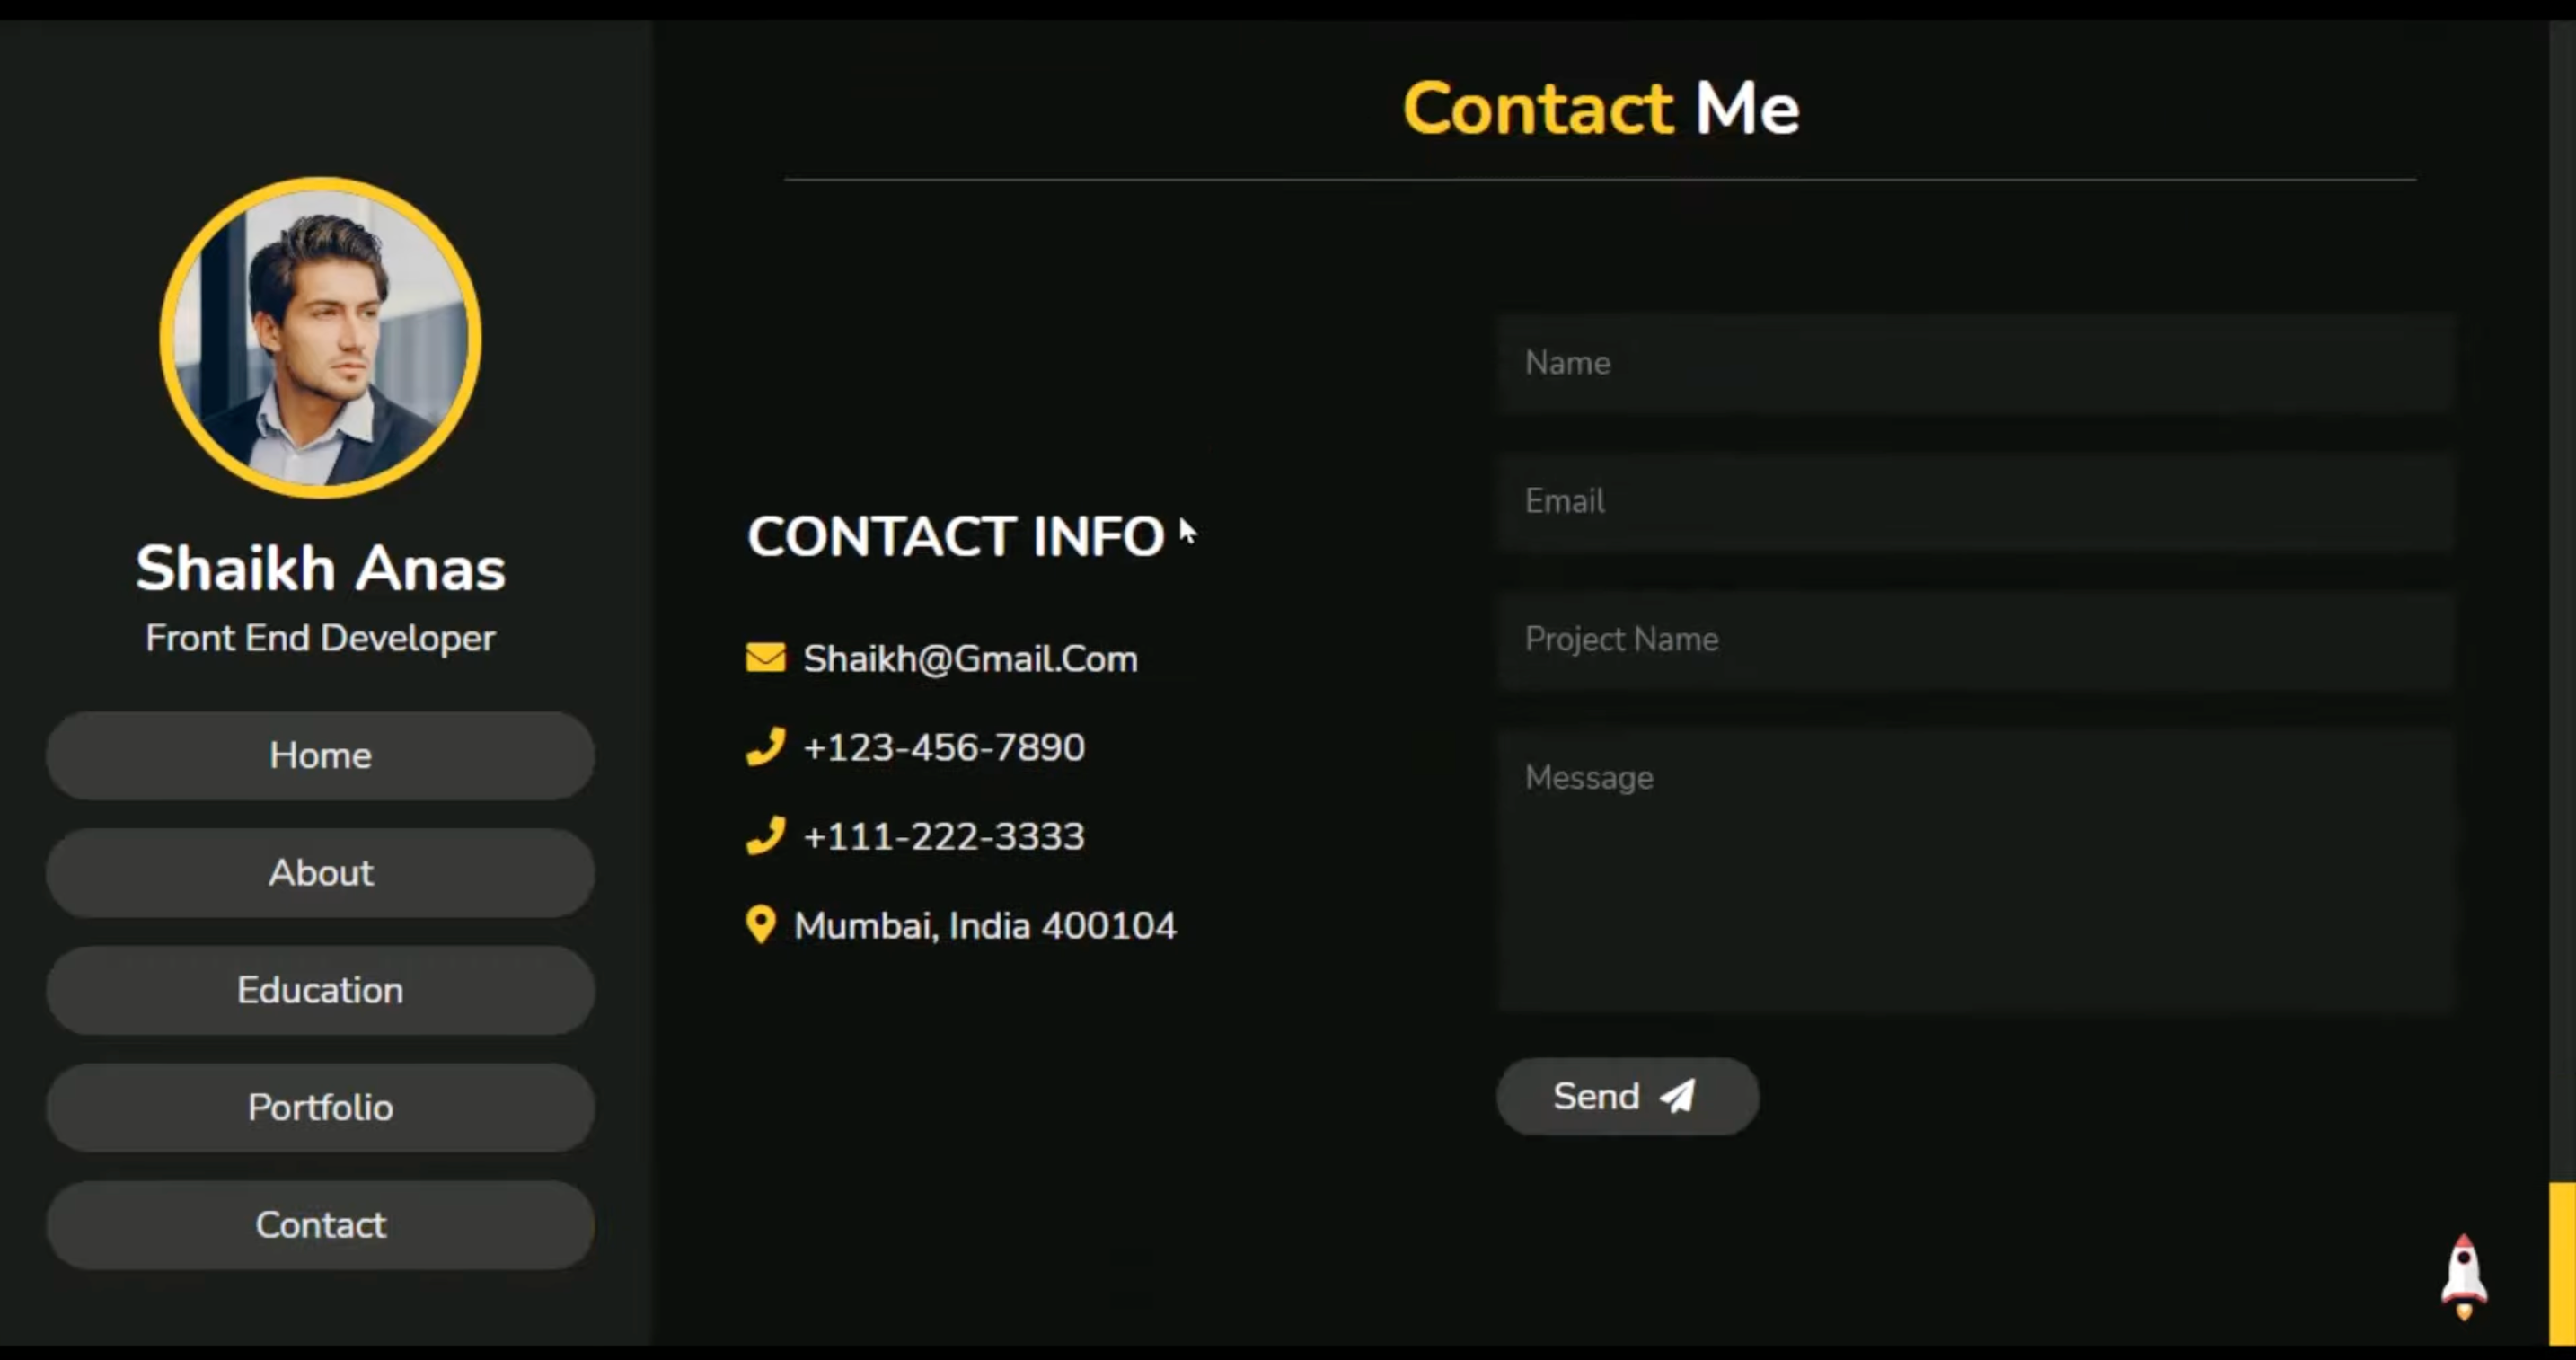 Shaikh Anas
Front End Developer
Home
About
Education
Portfolio
Contact
Contact Me
CONTACT INFO
Shaikh@Gmail.Com
+123-456-7890
+111-222-3333
Mumbai, India 400104
Name
Email
Project Name
Message
Send